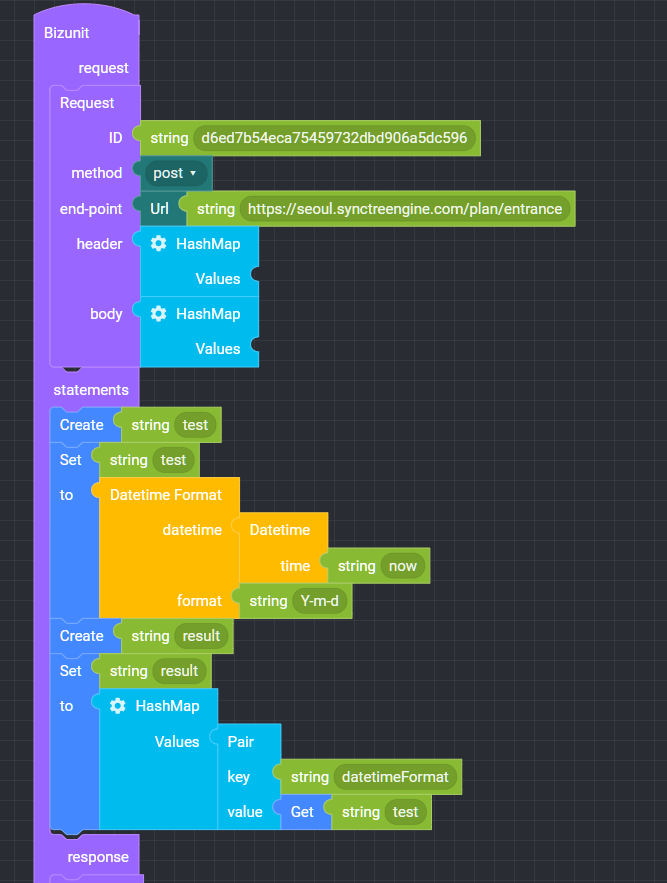 Bizunit
request
Request
ID string d6ed7b54eca75459732dbd906a5dc596
method post
end-point Url string https://seoul.synctreengine.com/plan/entrance
header HashMap
Values
body HashMap
Values
statements
Create string test
Set string test
to Datetime Format
datetime Datetime
time string now
format string Y-m-d
Create string result
Set string result
to HashMap
Values Pair
key string datetimeFormat
value Get string test
response